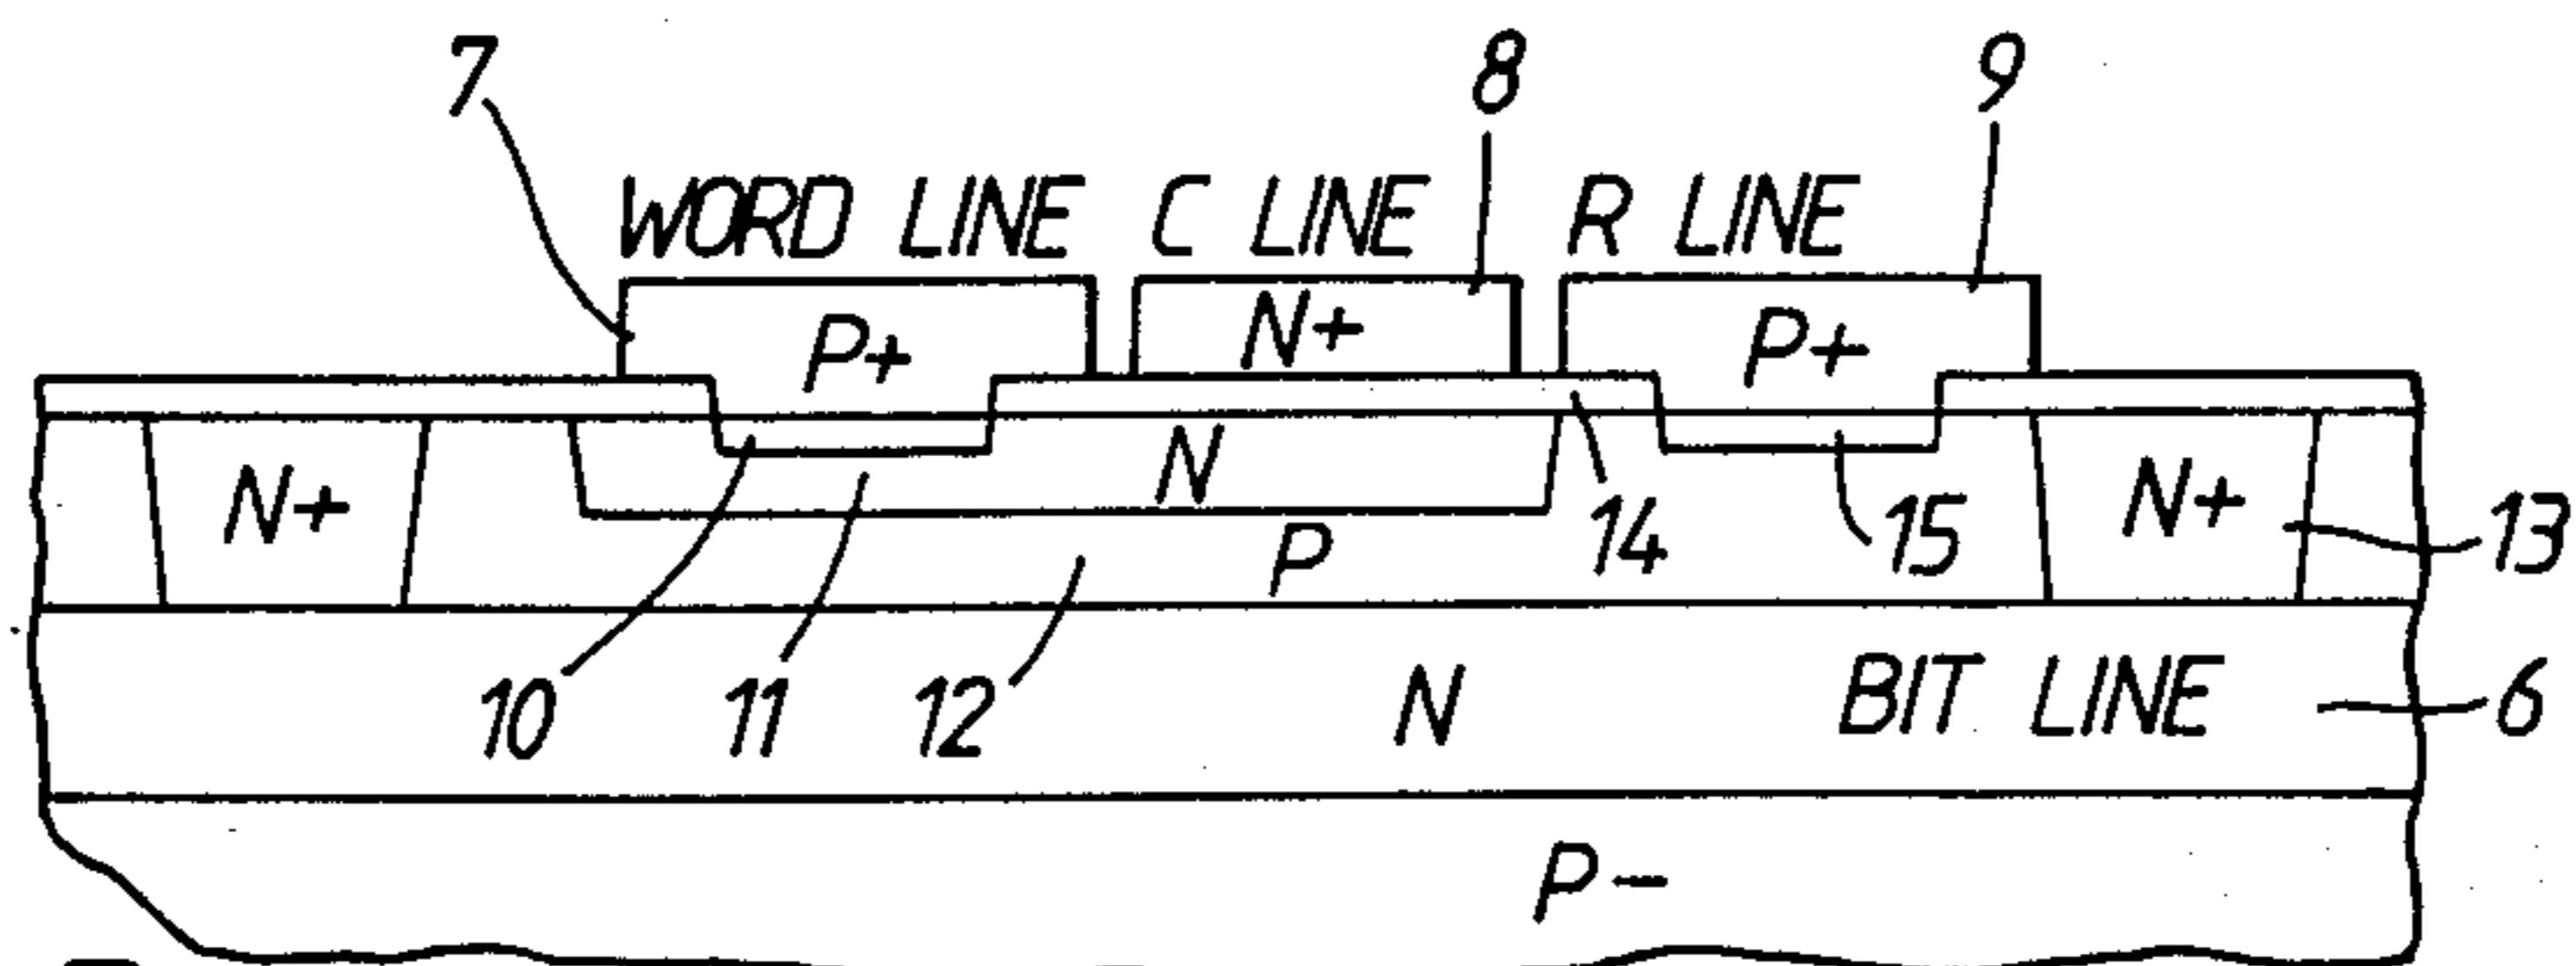 7 8 9
WORD LINE C LINE R LINE
P+ N+ P+
N+ N N+
P 14 15 13
10 11 12 N BIT LINE 6
P-